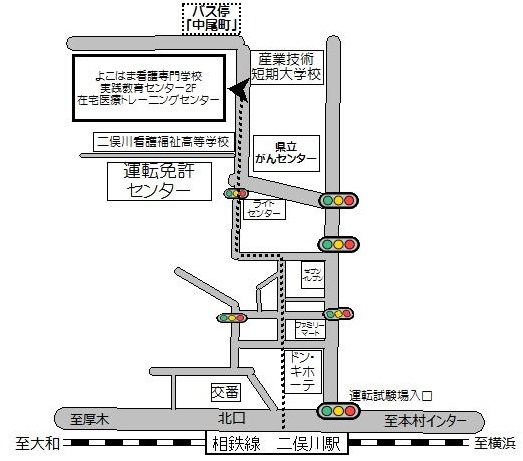 バス停
「中尾町」
産業技術
短期大学校
よこはま看護専門学校
実践教育センター2F
在宅医療トレーニングセンター
二俣川看護福祉高等学校
県立
がんセンター
運転免許
センター
ライト
センター
セブン
イレブン
ファミリー
マート
ドン・
キホーテ
交番
運転試験場入口
至厚木
北口
至本村インター
至大和
相鉄線 二俣川駅
至横浜